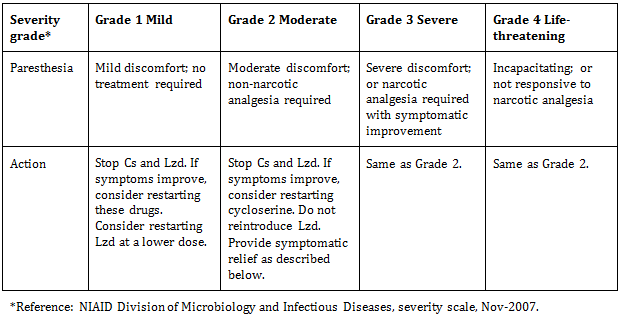 Severity grade*
Grade 1 Mild
Grade 2 Moderate
Grade 3 Severe
Grade 4 Life-threatening
Paresthesia
Mild discomfort; no
treatment required
Moderate discomfort;
non-narcotic
analgesia required
Severe discomfort;
or narcotic
analgesia required
with symptomatic
improvement
Incapacitating; or
not responsive to
narcotic analgesia
Action
Stop Cs and Lzd. If
symptoms improve,
consider restarting
these drugs.
Consider restarting
Lzd at a lower dose.
Stop Cs and Lzd. If
symptoms improve,
consider restarting
cycloserine. Do not
reintroduce Lzd.
Provide symptomatic
relief as described
below.
Same as Grade 2.
Same as Grade 2.
*Reference: NIAID Division of Microbiology and Infectious Diseases, severity scale, Nov-2007.